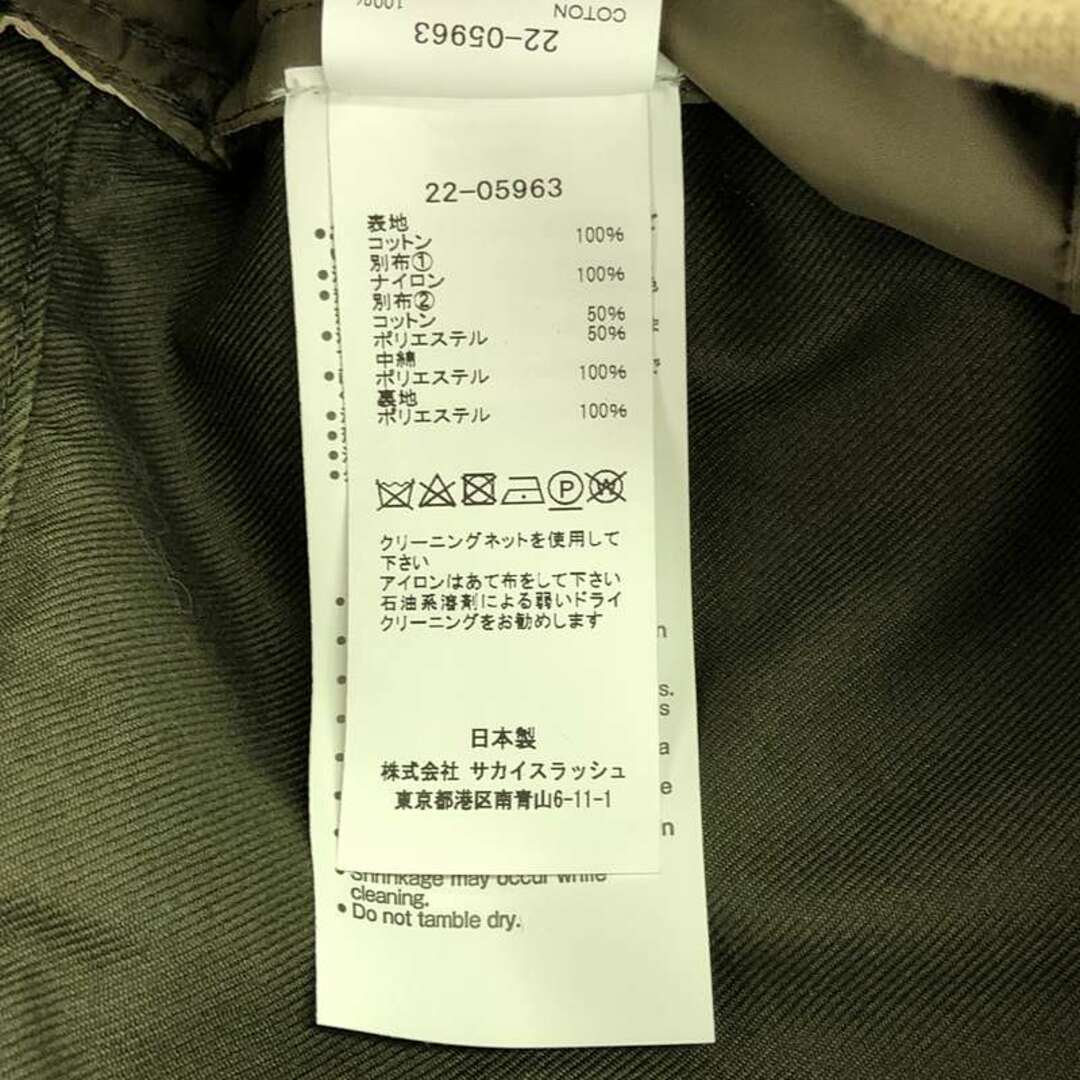 100%
COTON
22-05963
22-05963
表地
コットン 100%
別布①
ナイロン 100%
別布②
コットン 50%
ポリエステル 50%
中綿
ポリエステル 100%
裏地
ポリエステル 100%
P
W
クリーニングネットを使用して
下さい
アイロンはあて布をして下さい
石油系溶剤による弱いドライ
クリーニングをお勧めします
日本製
株式会社 サカイスラッシュ
東京都港区南青山6-11-1
n
s.
s
a
e
n
• Shrinkage may occur while
cleaning.
• Do not tamble dry.